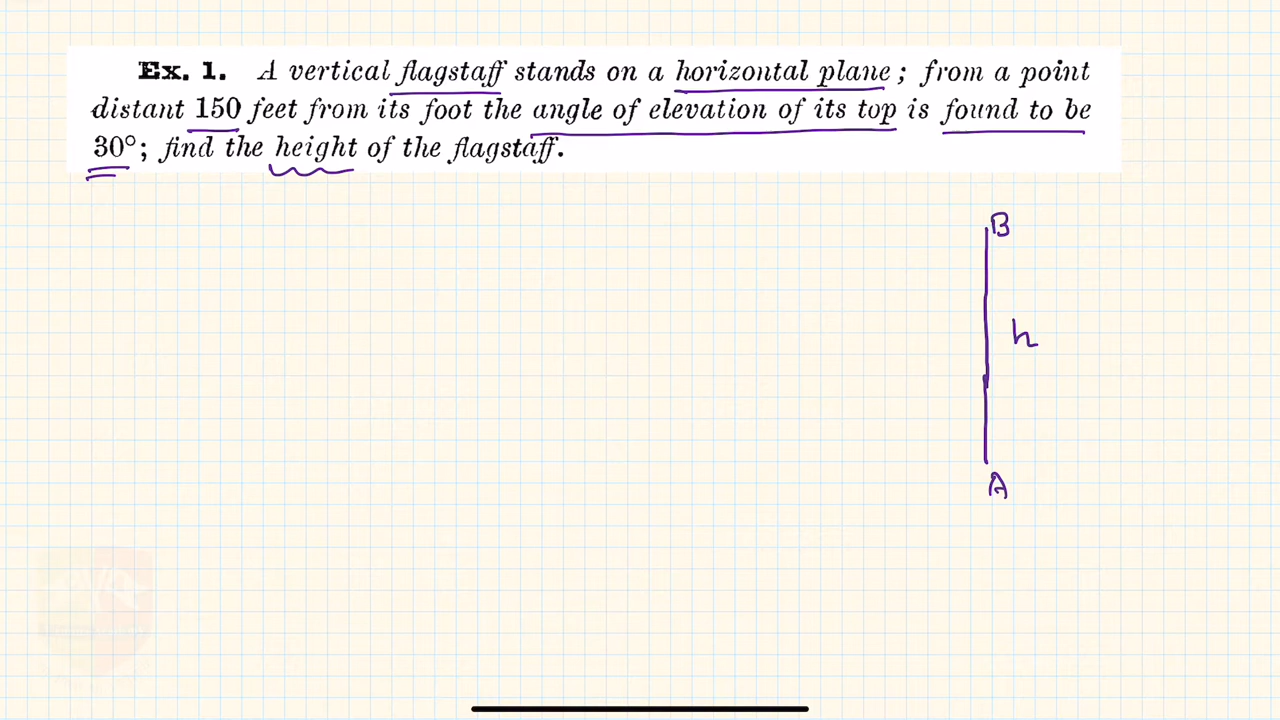 Ex. 1. A vertical flagstaff stands on a horizontal plane; from a point
distant 150 feet from its foot the angle of elevation of its top is found to be
30°; find the height of the flagstaff.
B
h
A